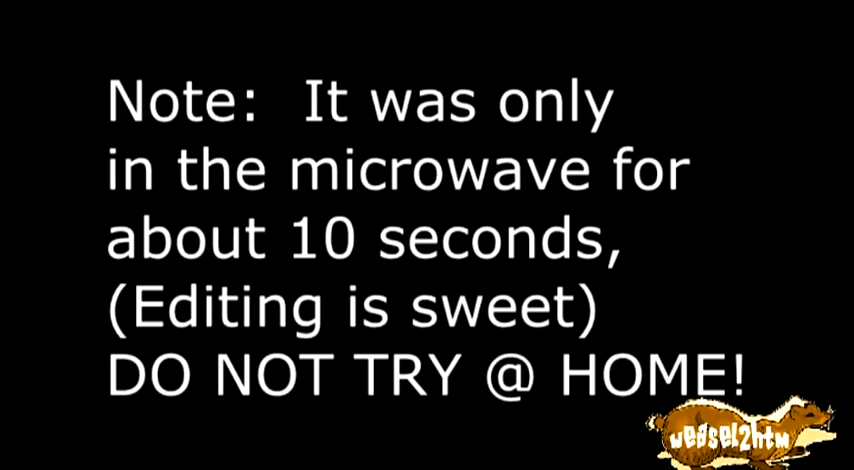 Note:  It was only
in the microwave for
about 10 seconds,
(Editing is sweet)
DO NOT TRY @ HOME!
weasel2htm